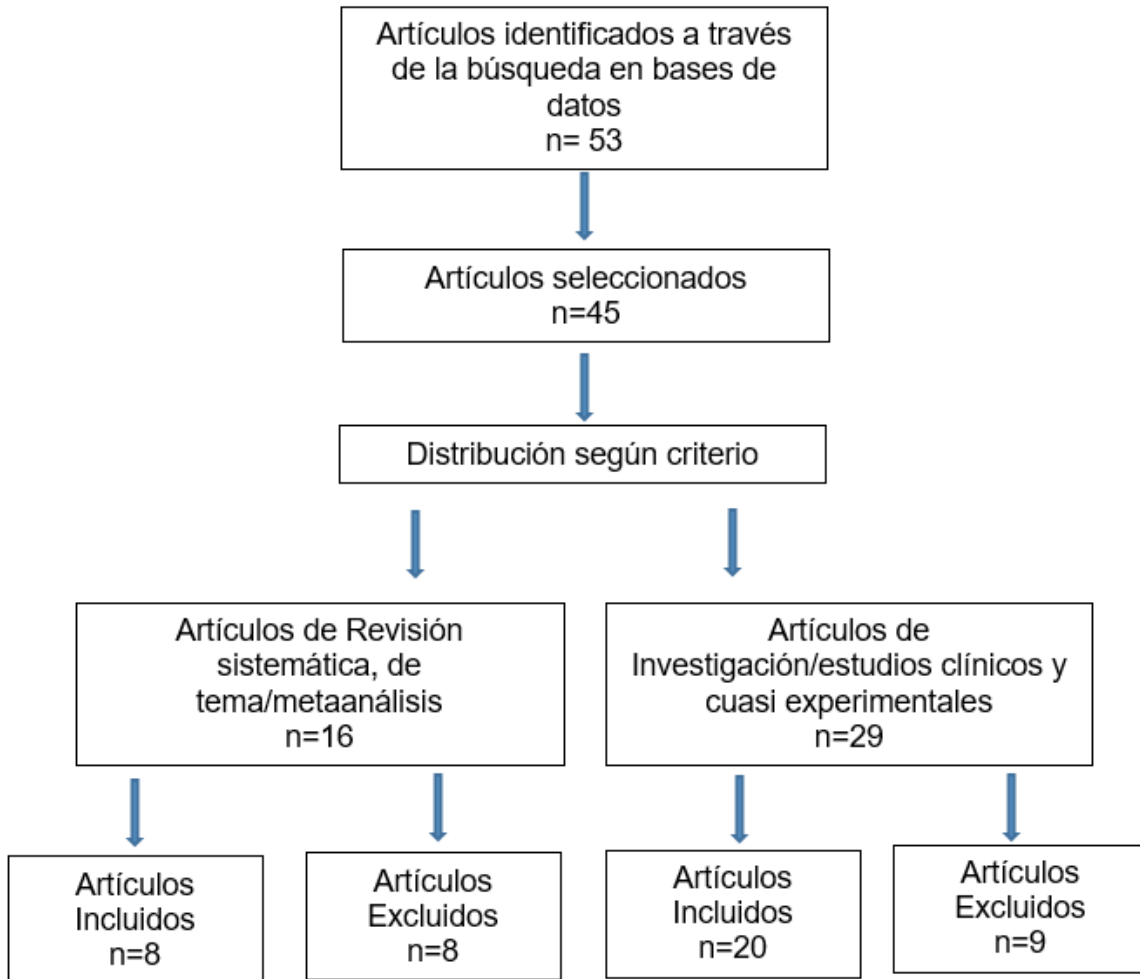 Artículos identificados a través
de la búsqueda en bases de
datos
n= 53
Artículos seleccionados
n=45
Distribución según criterio
Artículos de Revisión
sistemática, de
tema/metaanálisis
n=16
Artículos de
Investigación/estudios clínicos y
cuasi experimentales
n=29
Artículos
Incluidos
n=8
Artículos
Excluidos
n=8
Artículos
Incluidos
n=20
Artículos
Excluidos
n=9